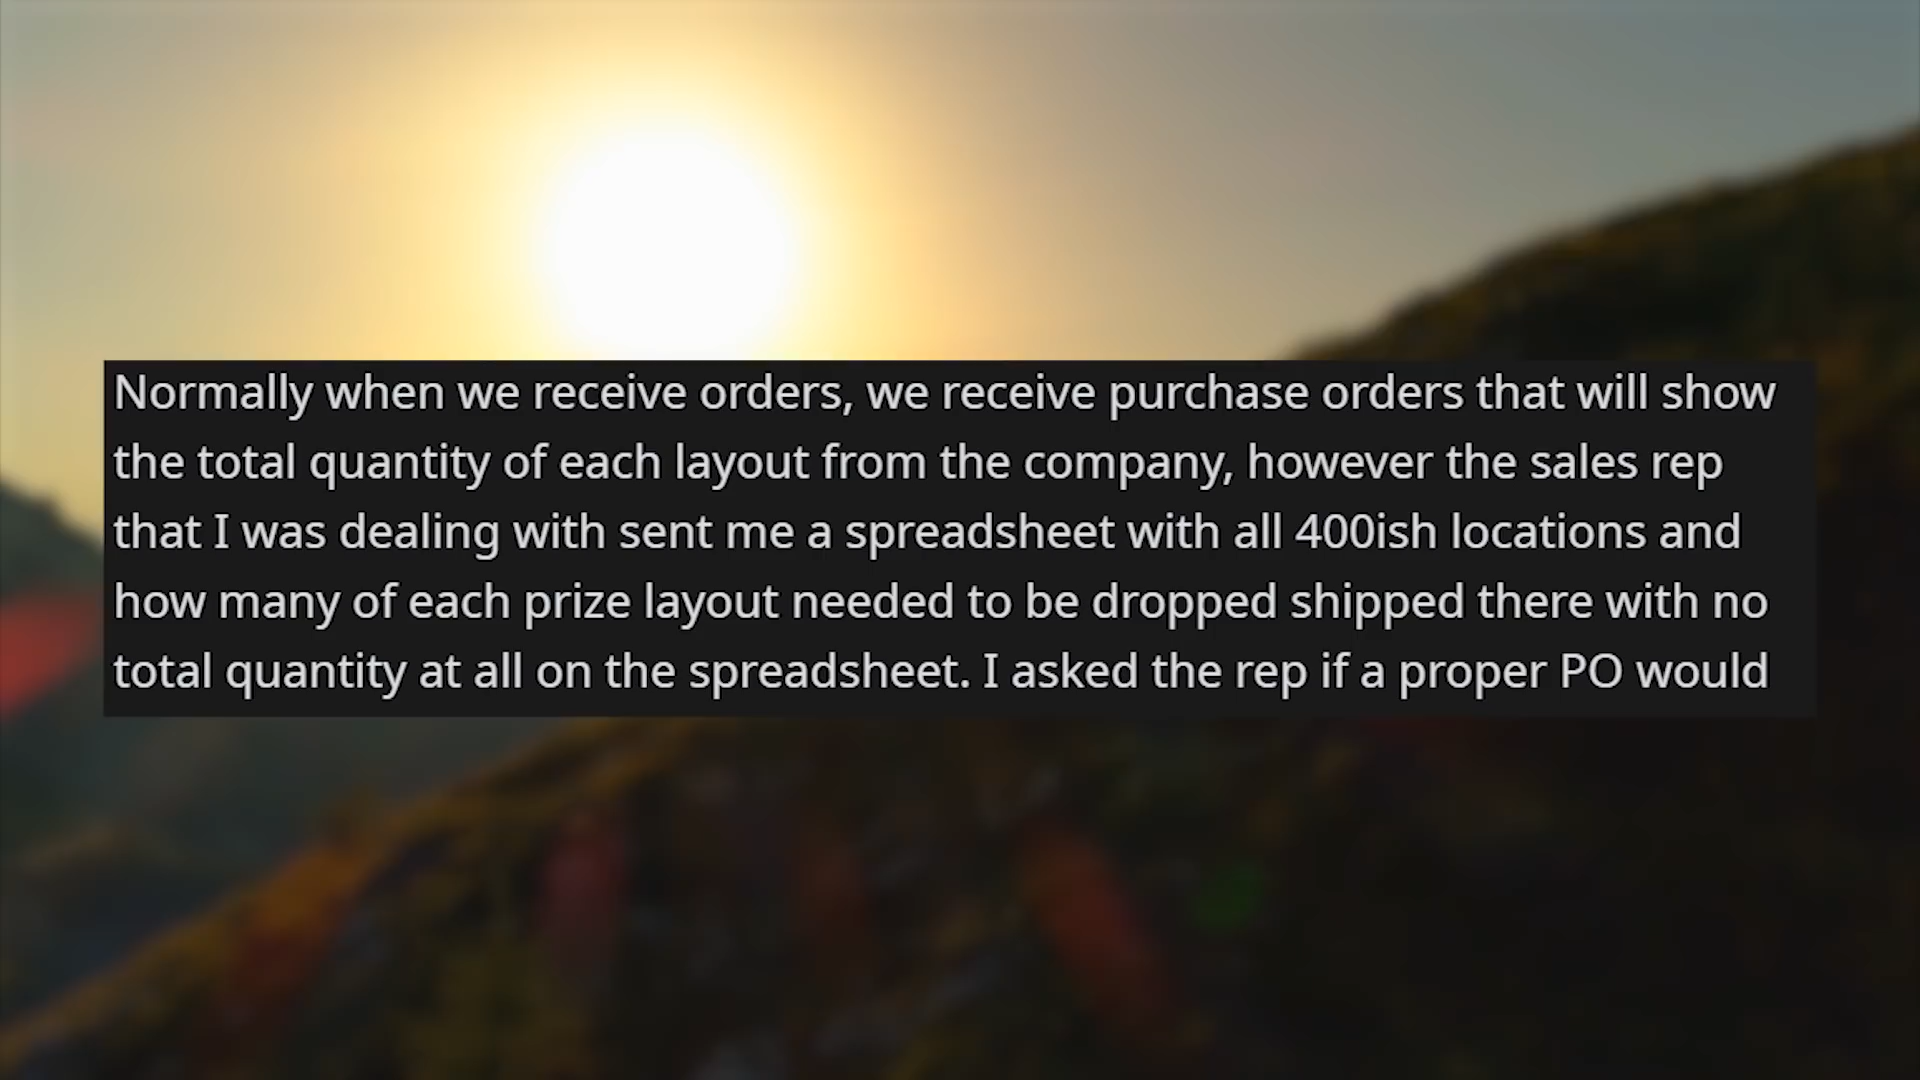 Normally when we receive orders, we receive purchase orders that will show
the total quantity of each layout from the company, however the sales rep
that I was dealing with sent me a spreadsheet with all 400ish locations and
how many of each prize layout needed to be dropped shipped there with no
total quantity at all on the spreadsheet. I asked the rep if a proper PO would